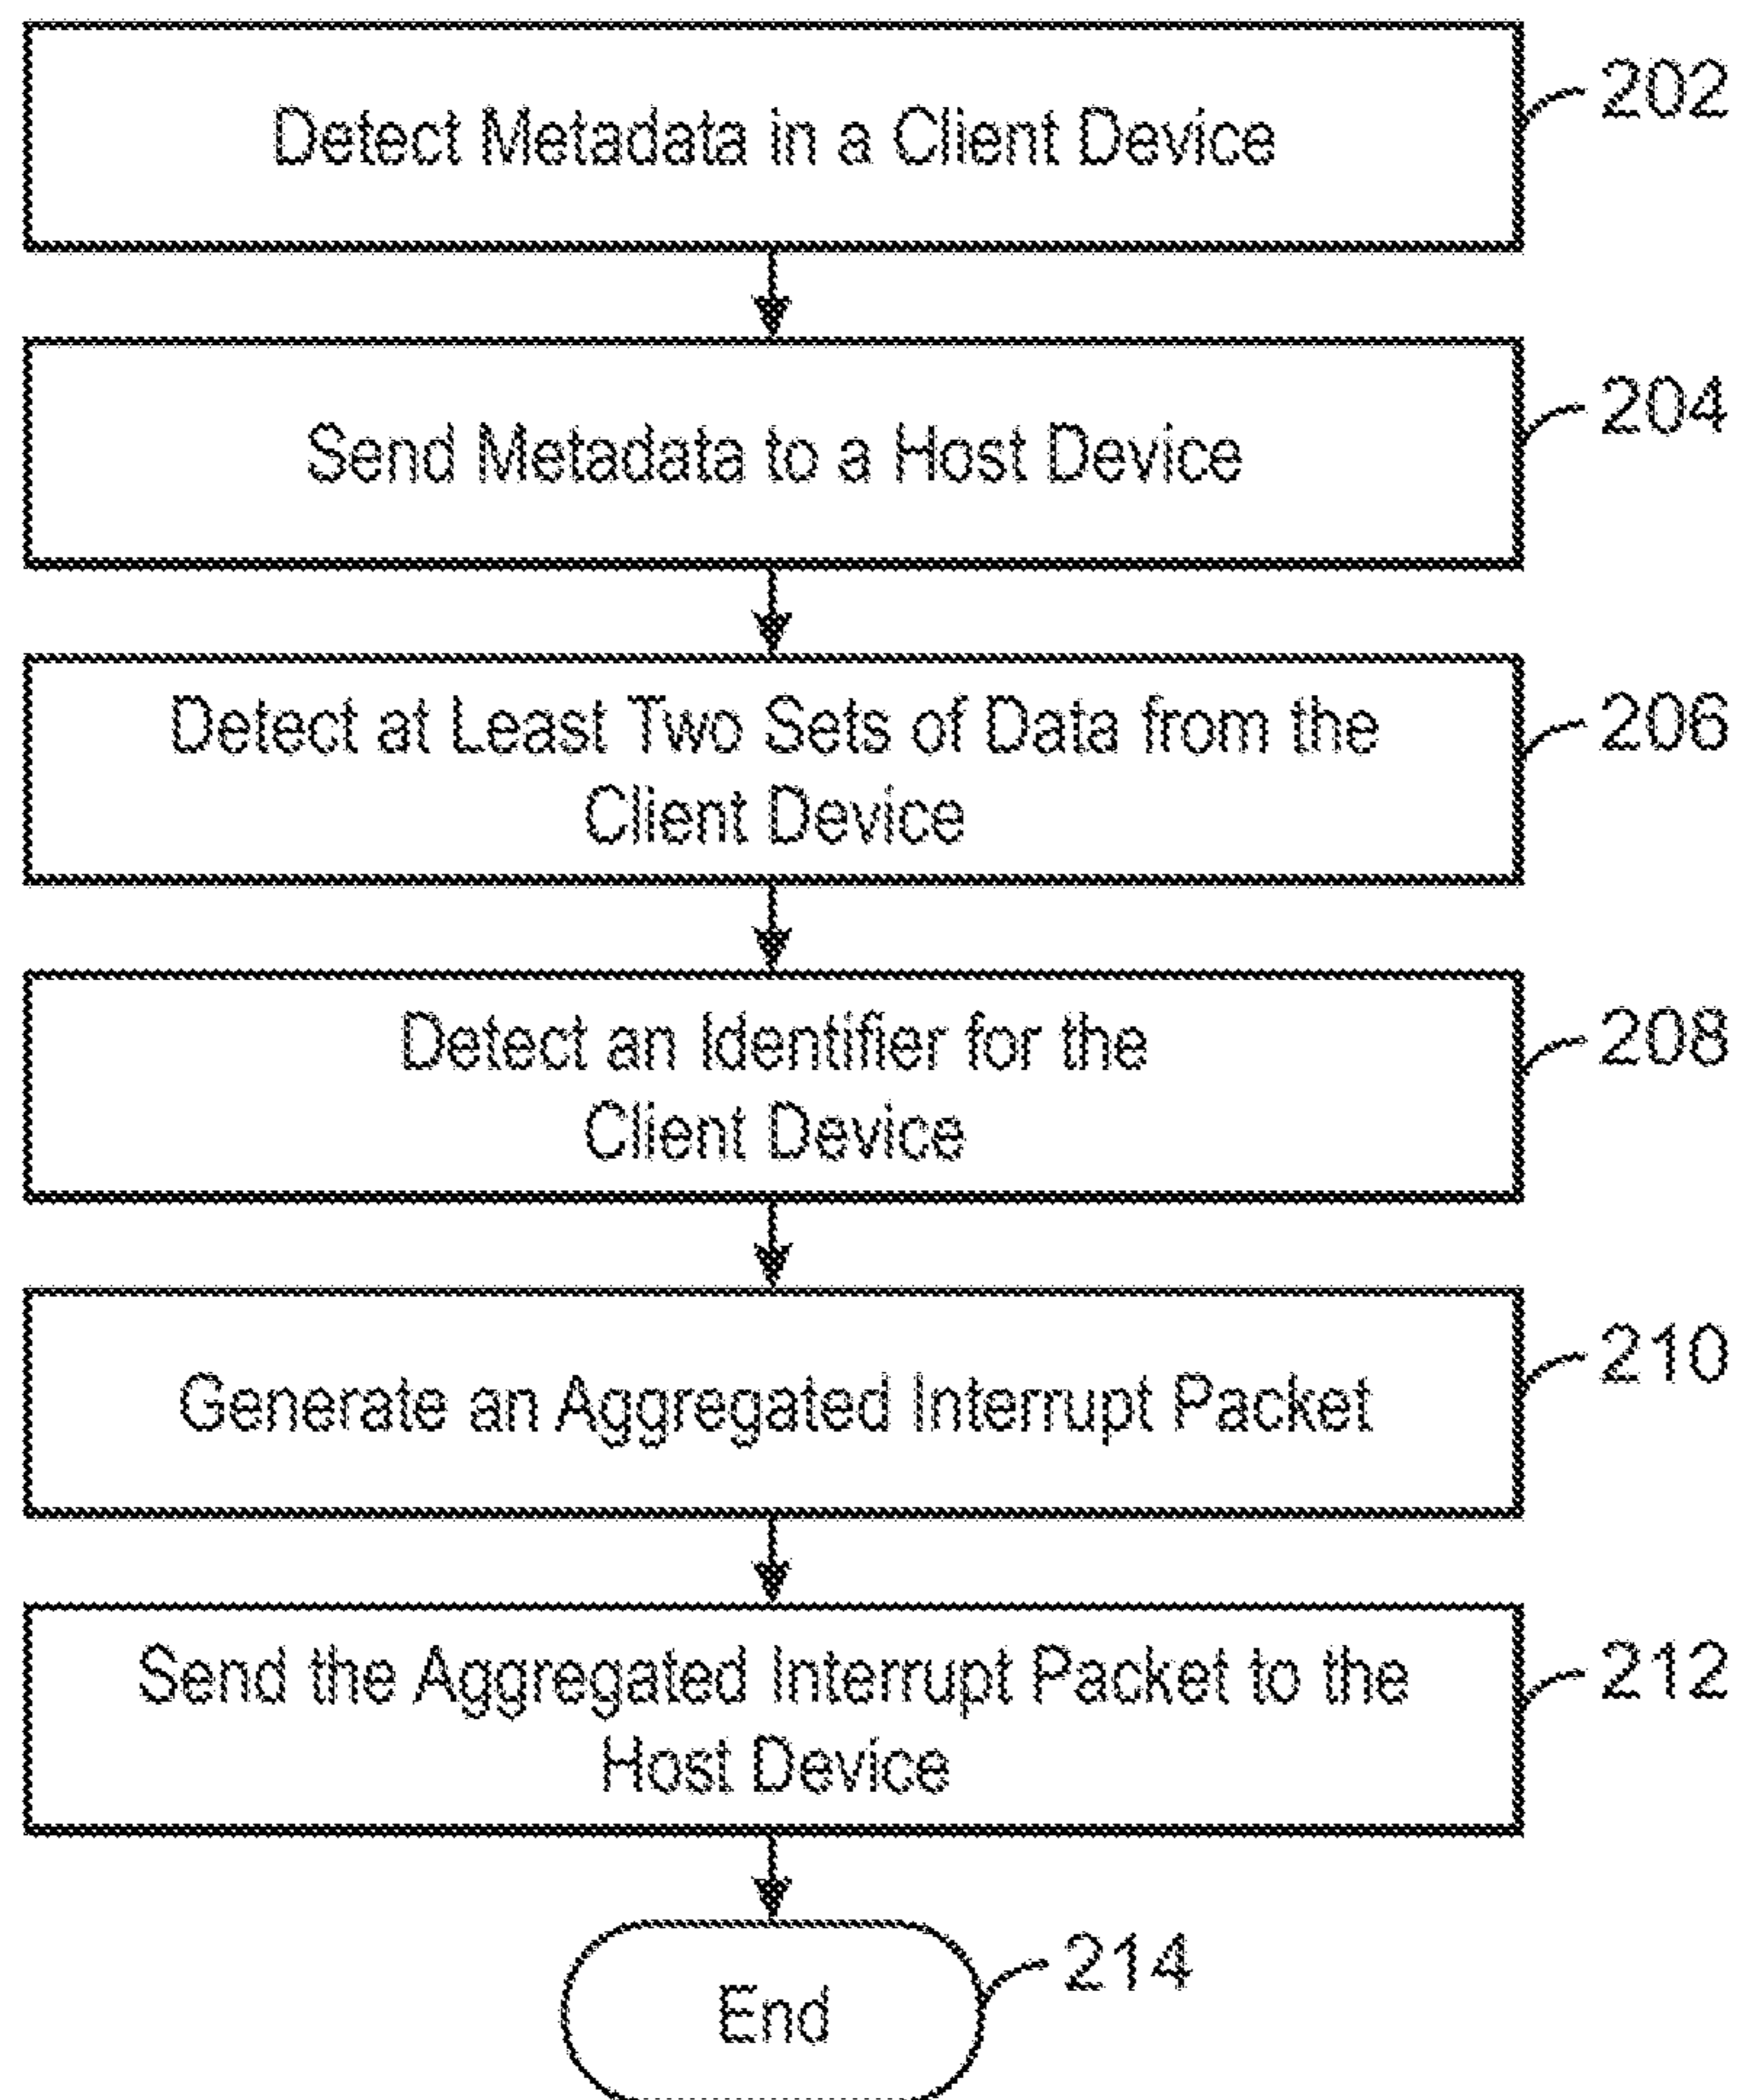 Detect Metadata in a Client Device
202
Send Metadata to a Host Device
204
Detect at Least Two Sets of Data from the
Client Device
206
Detect an Identifier for the
Client Device
208
Generate an Aggregated Interrupt Packet
210
Send the Aggregated Interrupt Packet to the
Host Device
212
End
214